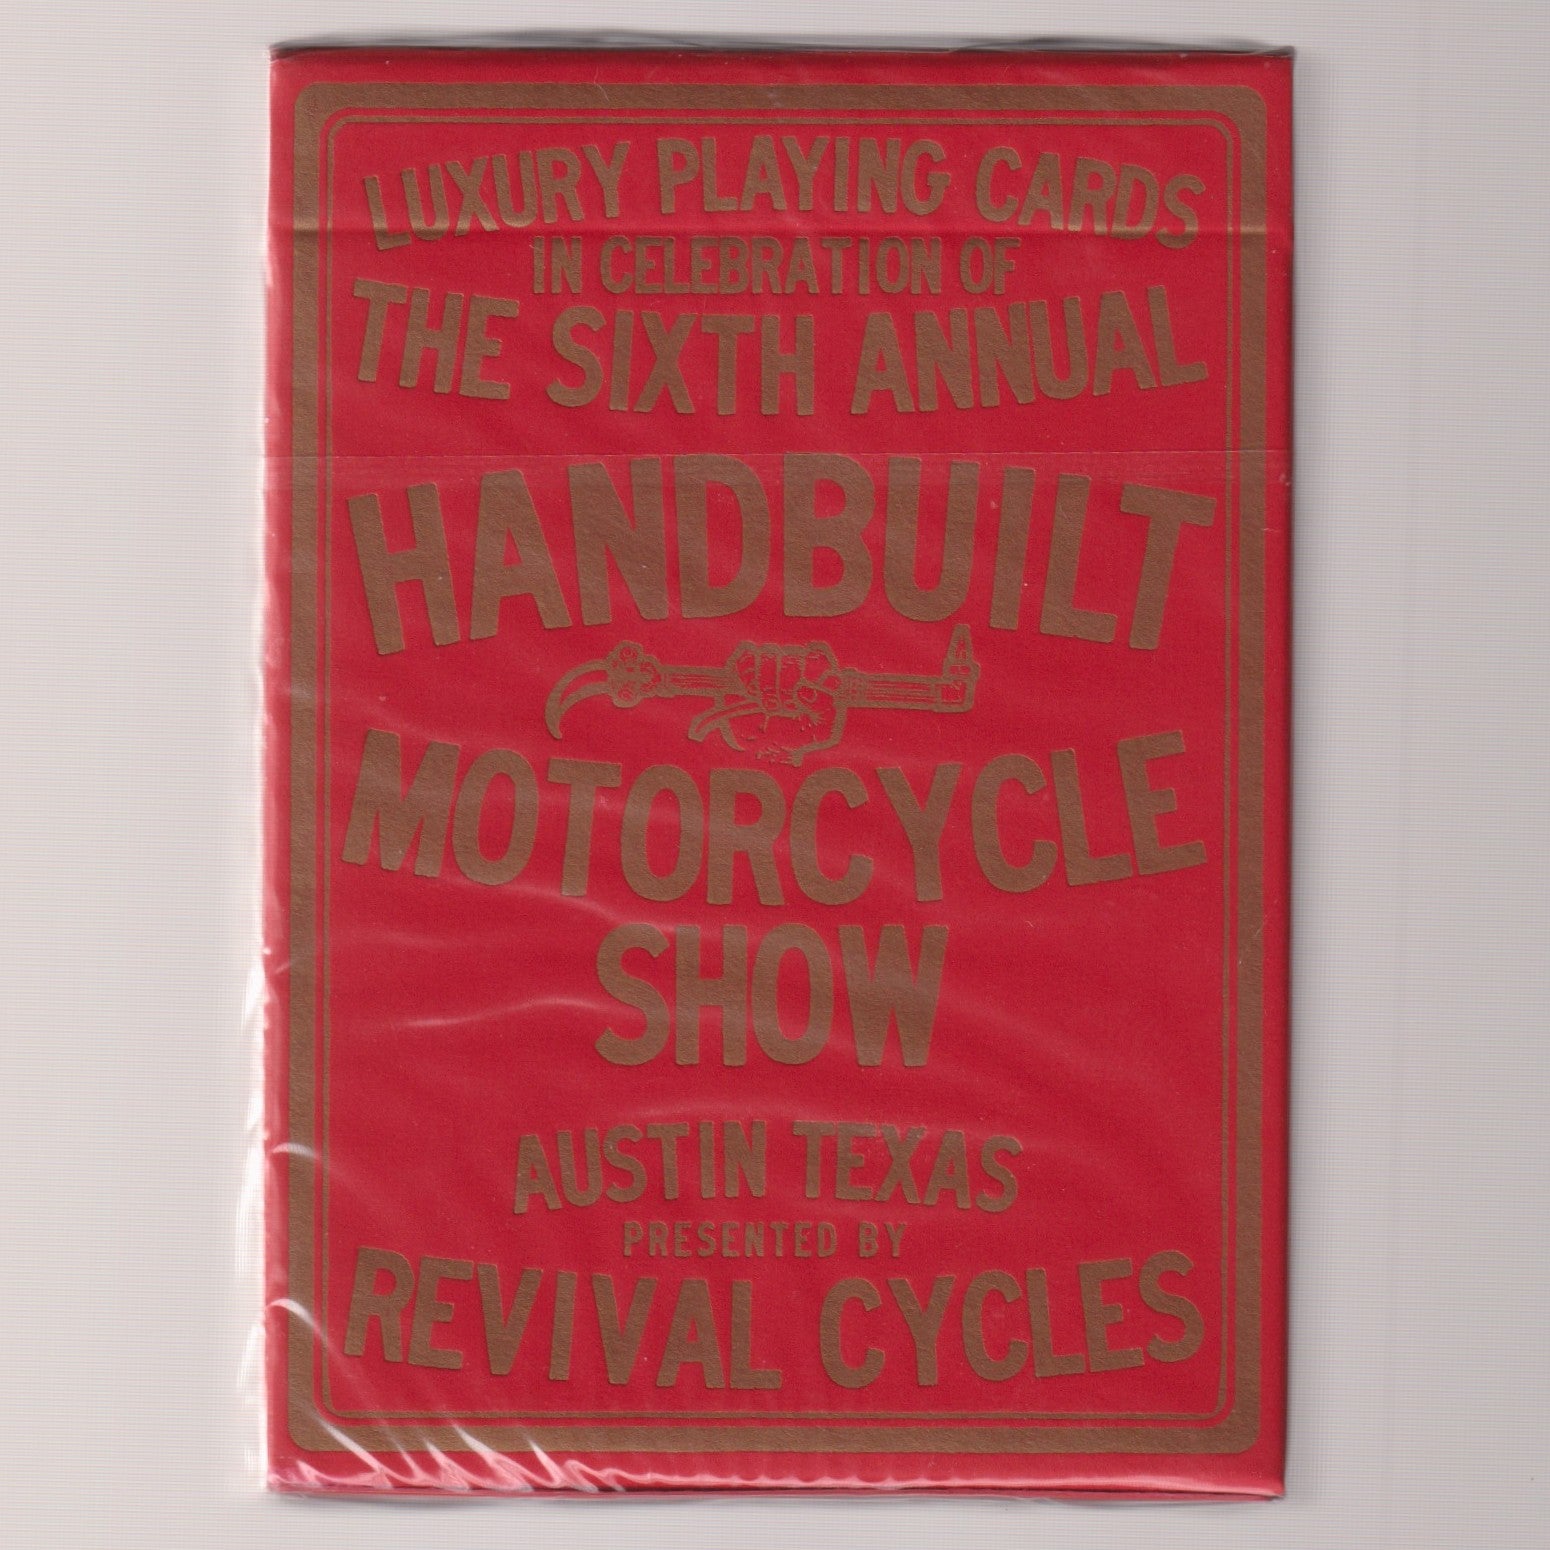 LUXURY PLAYING CARDS
IN CELEBRATION OF
THE SIXTH ANNUAL
HANDBUILT
MOTORCYCLE
SHOW
AUSTIN TEXAS
PRESENTED BY
REVIVAL CYCLES